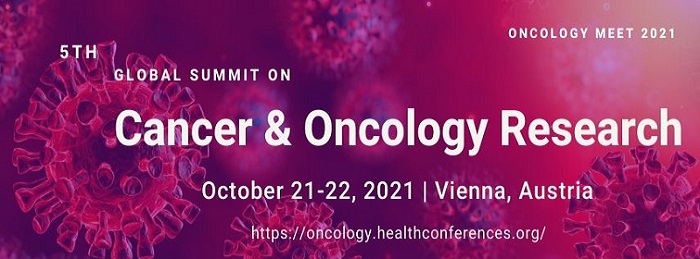 ONCOLOGY MEET 2021
5TH
GLOBAL SUMMIT ON
Cancer & Oncology Research
October 21-22, 2021 | Vienna, Austria
https://oncology.healthconferences.org/